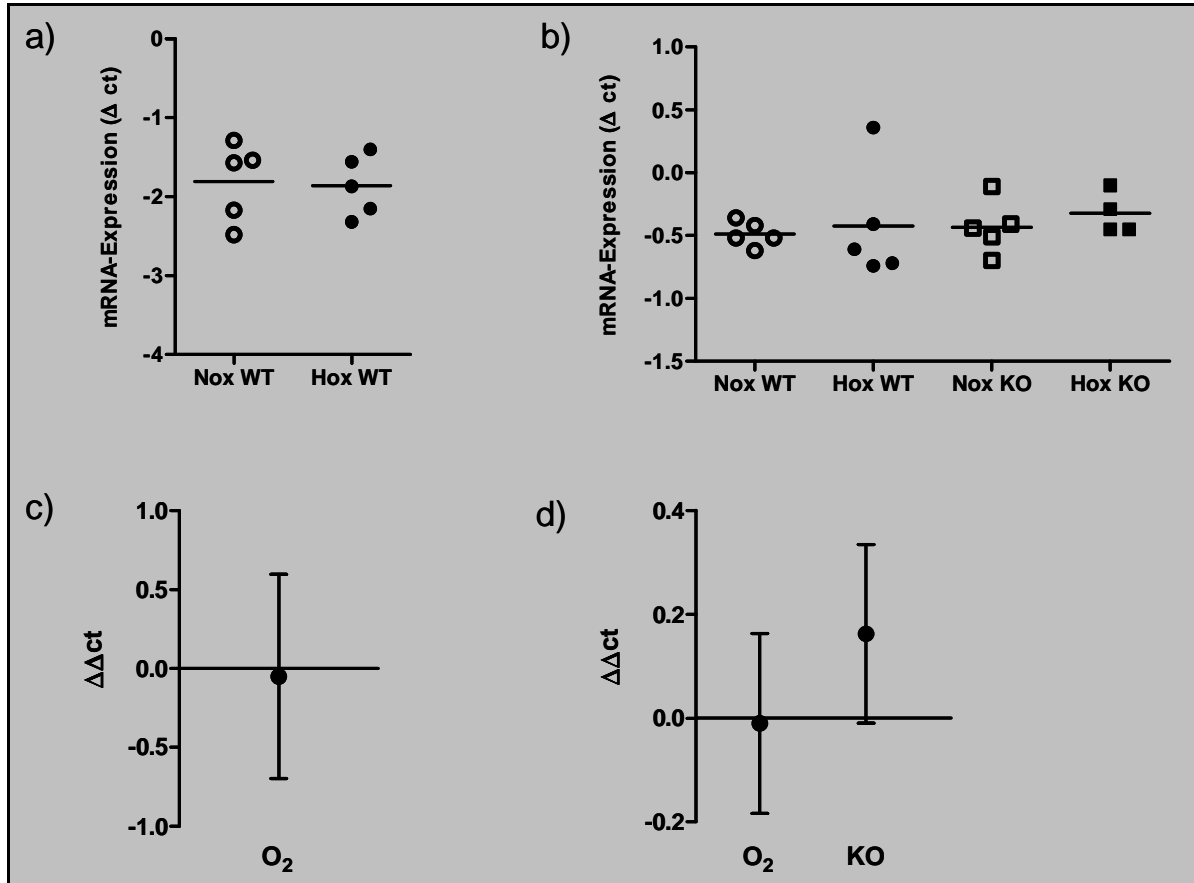 a)
0
-1
-2
-3
-4
mRNA-Expression (Δ ct)
Nox WT Hox WT
b)
1.0
0.5
0.0
-0.5
-1.0
-1.5
mRNA-Expression (Δ ct)
Nox WT Hox WT Nox KO Hox KO
c)
1.0
0.5
0.0
-0.5
-1.0
ΔΔct
O₂
d)
0.4
0.2
0.0
-0.2
ΔΔct
O₂ KO